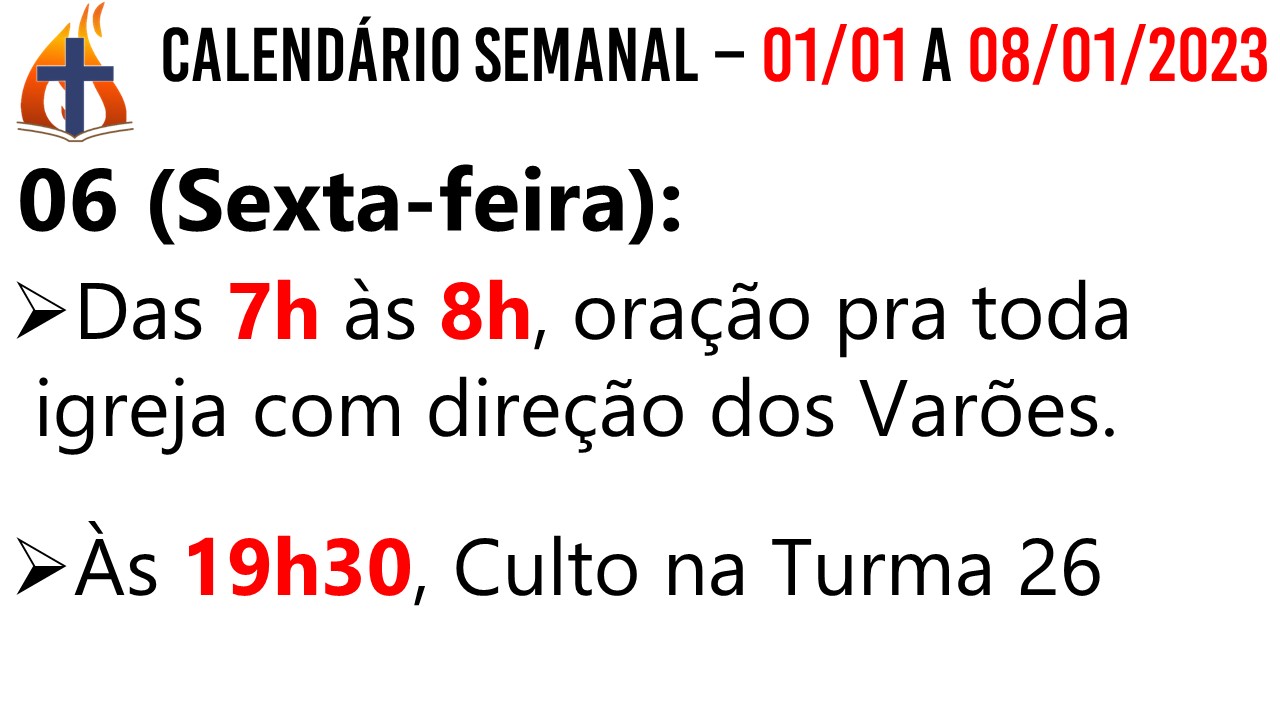 CALENDÁRIO SEMANAL – 01/01 A 08/01/2023
06 (Sexta-feira):
➢Das 7h às 8h, oração pra toda
igreja com direção dos Varões.
➢Às 19h30, Culto na Turma 26